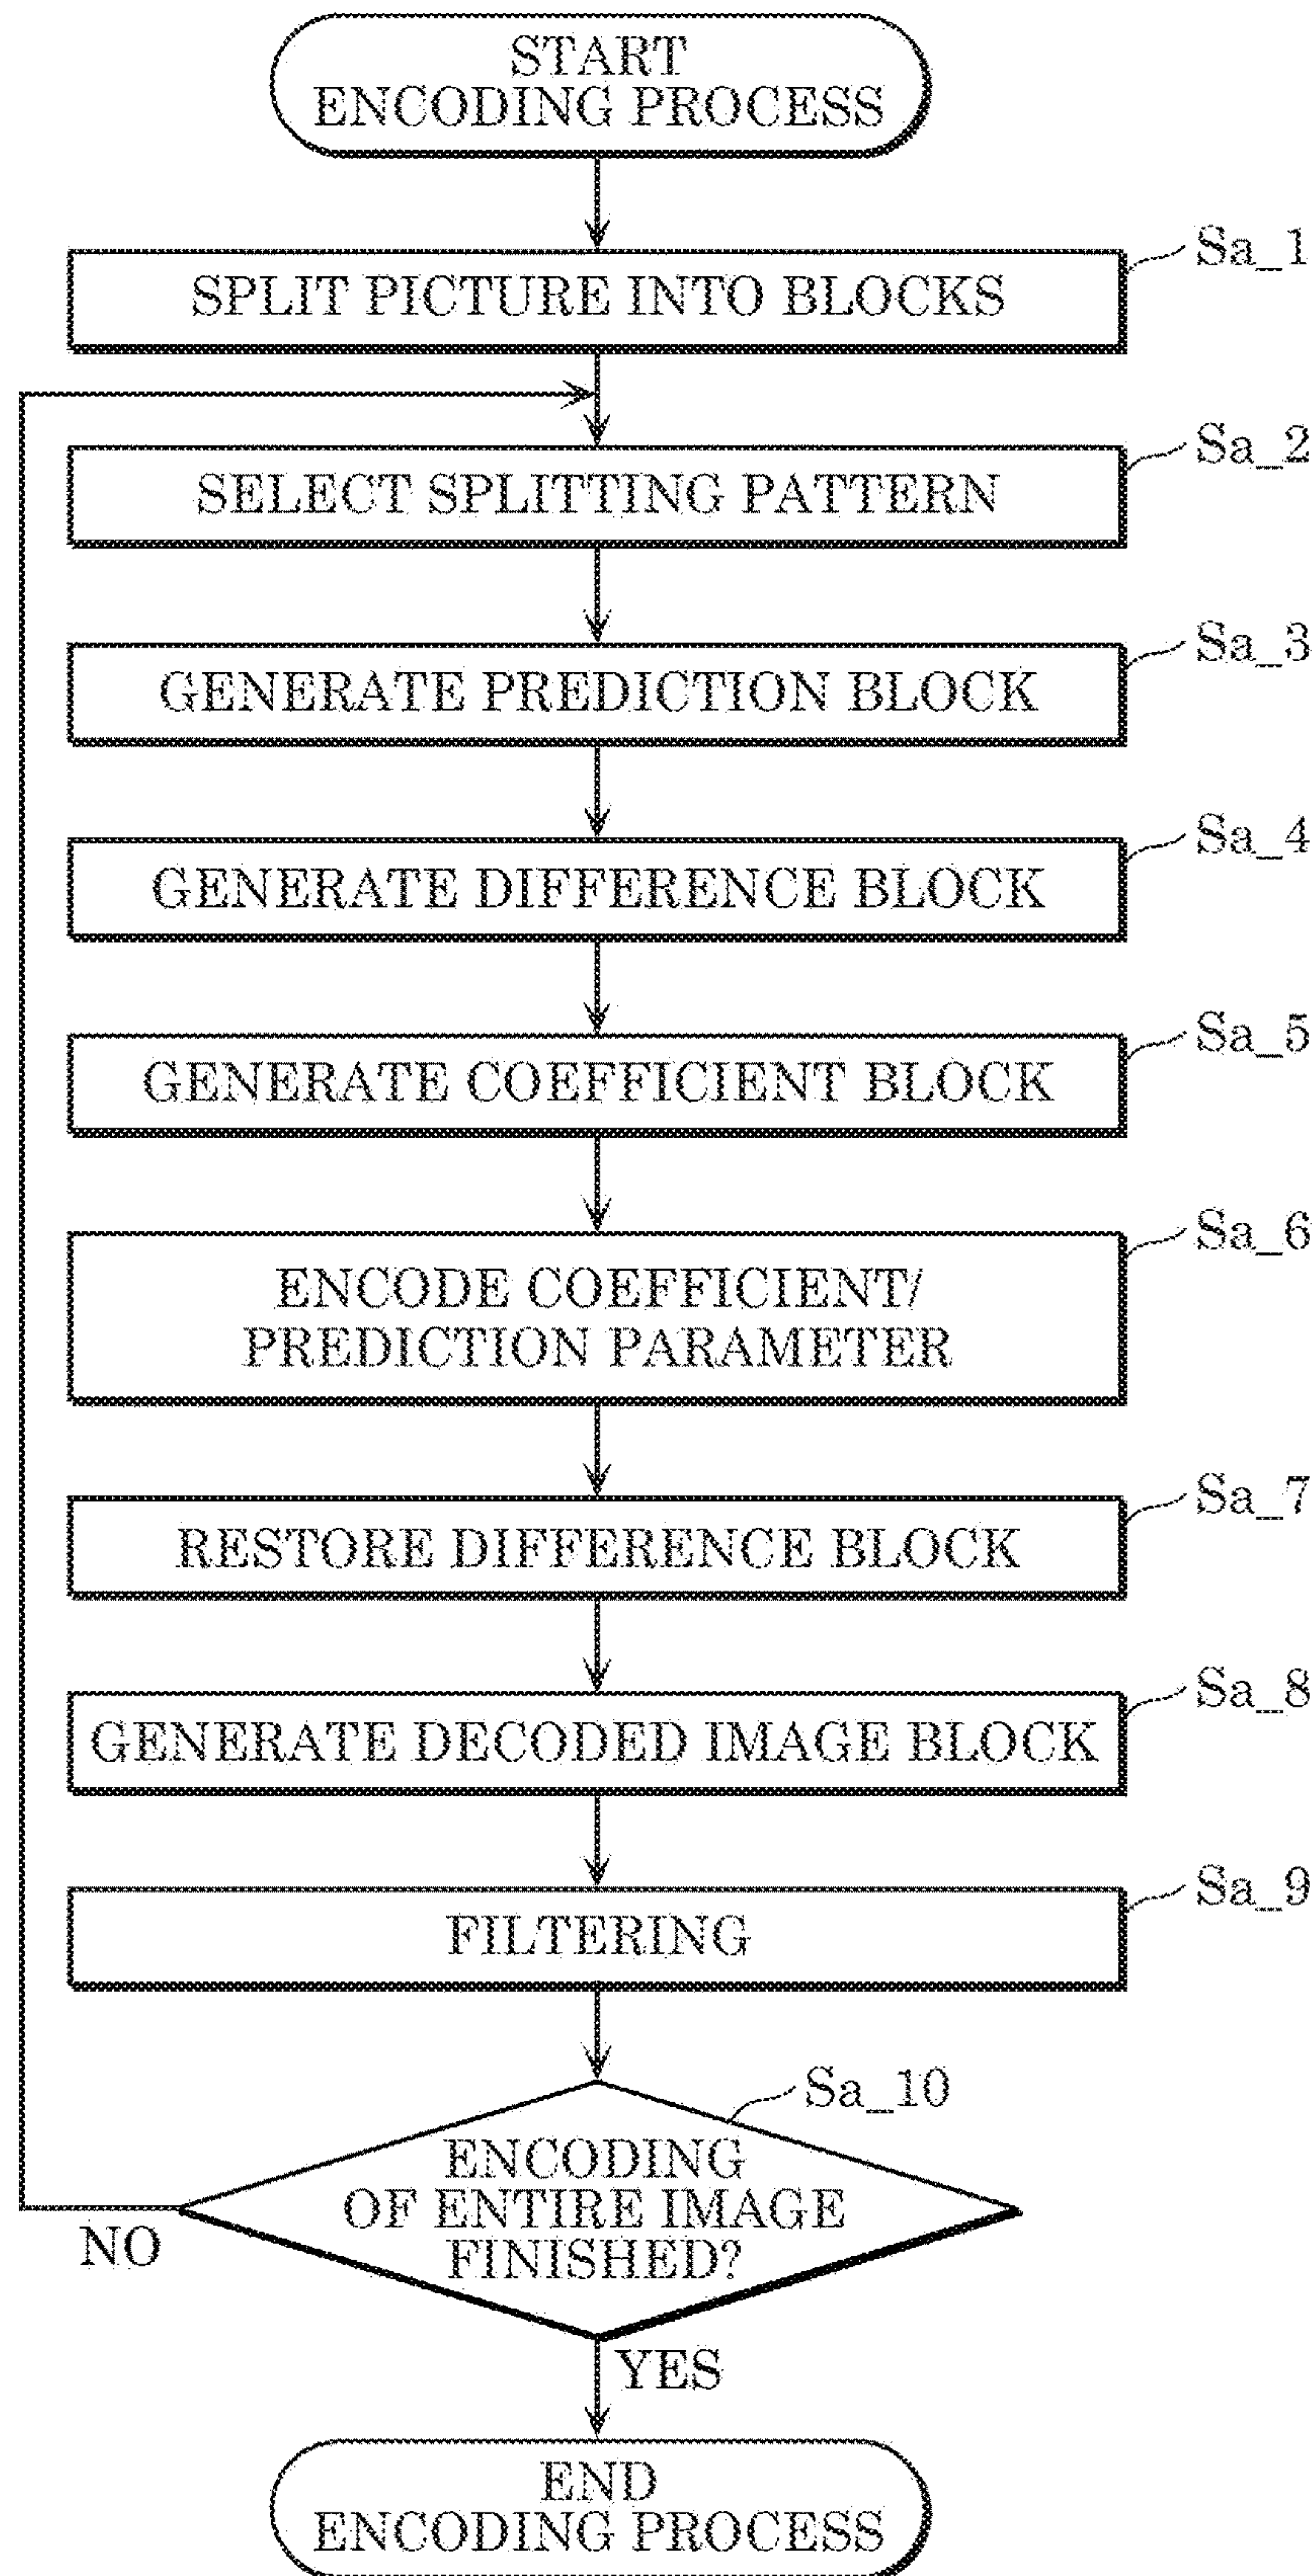 START
ENCODING PROCESS
Sa_1
SPLIT PICTURE INTO BLOCKS
Sa_2
SELECT SPLITTING PATTERN
Sa_3
GENERATE PREDICTION BLOCK
Sa_4
GENERATE DIFFERENCE BLOCK
Sa_5
GENERATE COEFFICIENT BLOCK
Sa_6
ENCODE COEFFICIENT/
PREDICTION PARAMETER
Sa_7
RESTORE DIFFERENCE BLOCK
Sa_8
GENERATE DECODED IMAGE BLOCK
Sa_9
FILTERING
Sa_10
ENCODING
OF ENTIRE IMAGE
FINISHED?
NO
YES
END
ENCODING PROCESS